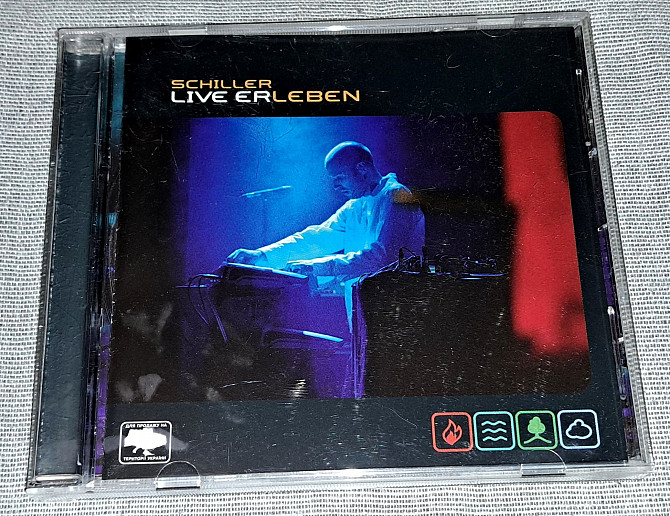 SCHILLER
LIVE ERLEBEN
ДЛЯ ПРОДАЖУ НА
ТЕРИТОРІЇ УКРАЇНИ